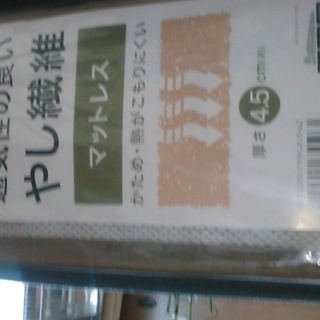 通気性の良い
やし繊維
マットレス
かため・熱がこもりにくい
厚さ4.5cm(約)